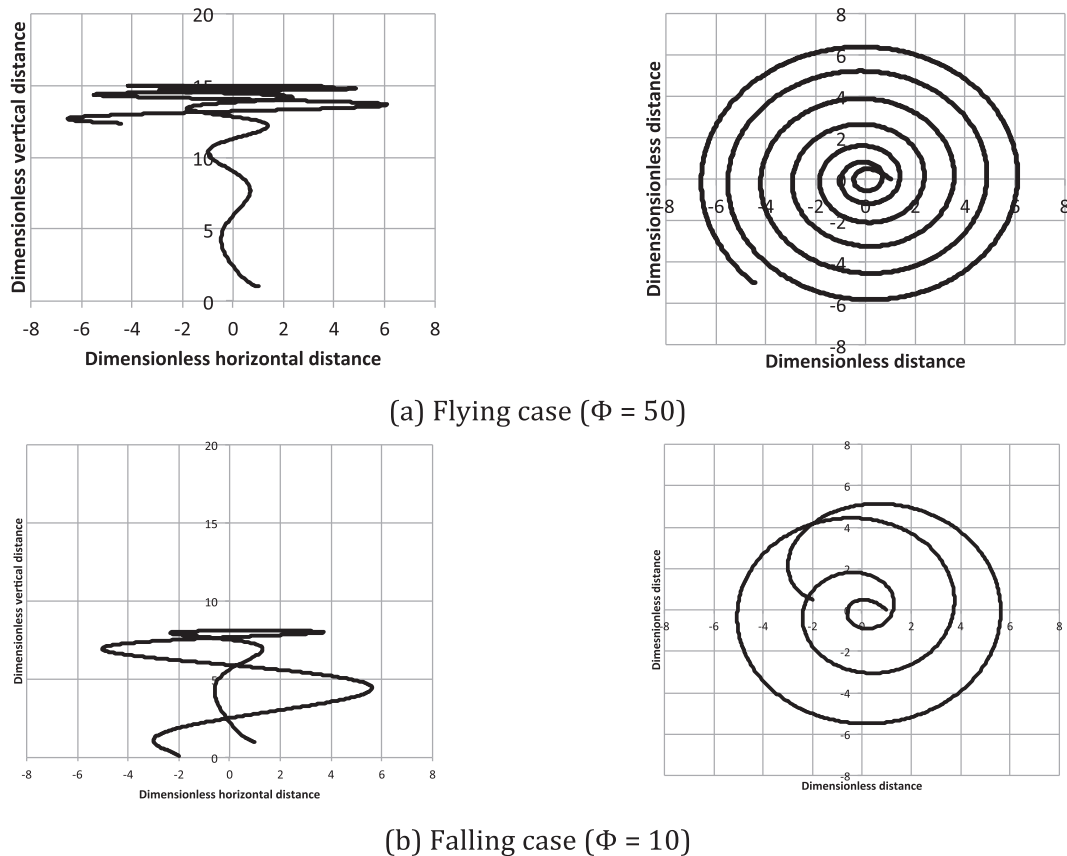 Dimensionless vertical distance
20
15
10
5
0
-8 -6 -4 -2 0 2 4 6 8
Dimensionless horizontal distance
Dimensionsionless distance
8
6
4
2
0
-2
-4
-6
-8
-8 -6 -4 -2 0 2 4 6 8
Dimensionless distance
(a) Flying case (Φ = 50)
Dimensionless vertical distance
20
15
10
5
0
-8 -6 -4 -2 0 2 4 6 8
Dimensionless horizontal distance
Dimesnionless distance
8
6
4
2
0
-2
-4
-6
-8
-8 -6 -4 -2 0 2 4 6 8
Dimensionless distance
(b) Falling case (Φ = 10)